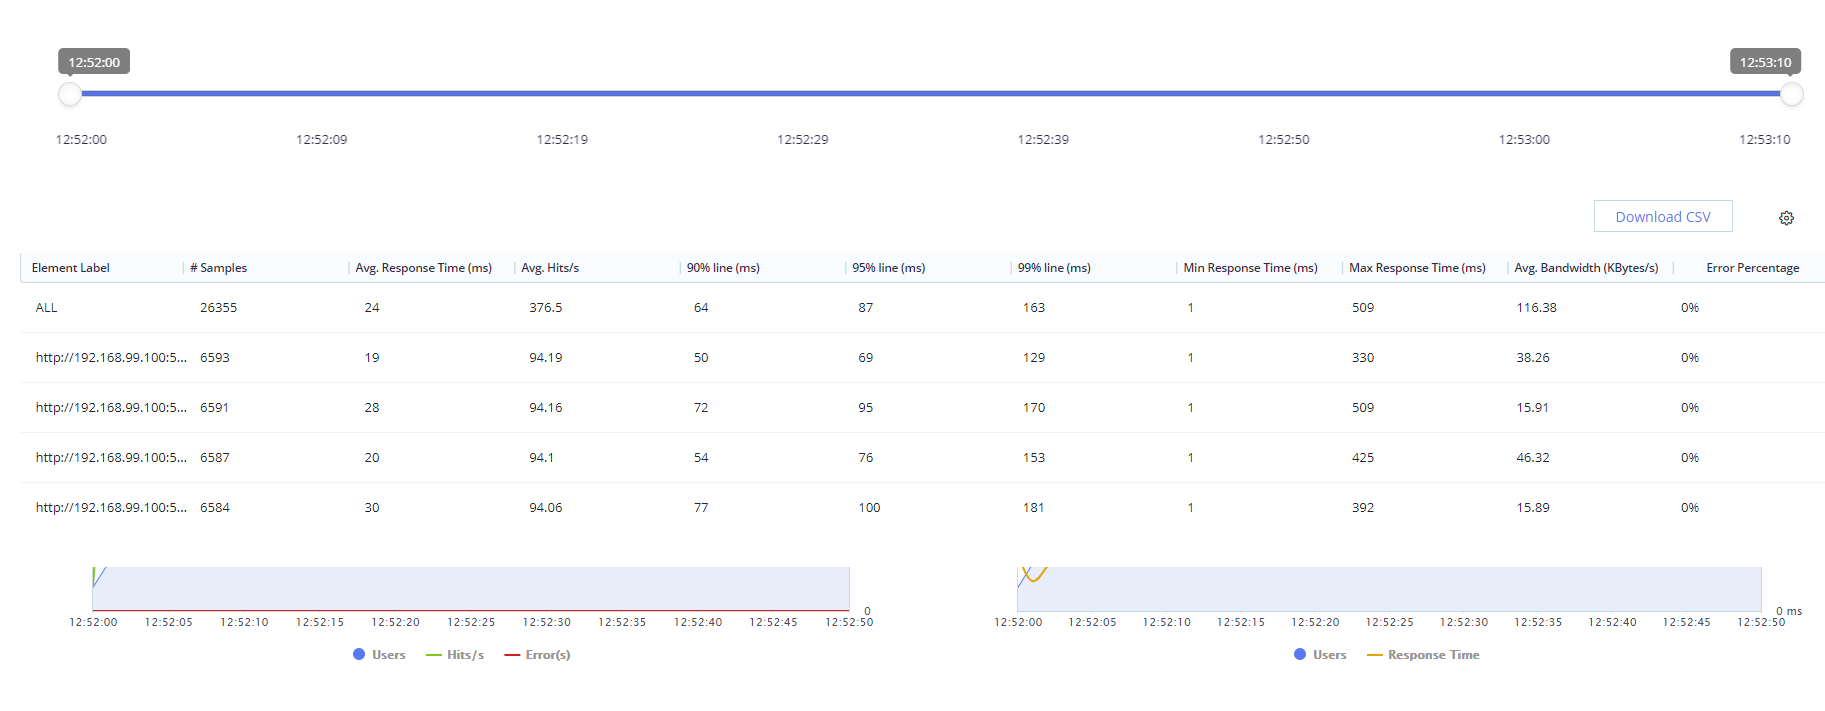 12:52:00 12:53:10
12:52:00 12:52:09 12:52:19 12:52:29 12:52:39 12:52:50 12:53:00 12:53:10
Download CSV
Element Label # Samples Avg. Response Time (ms) Avg. Hits/s 90% line (ms) 95% line (ms) 99% line (ms) Min Response Time (ms) Max Response Time (ms) Avg. Bandwidth (KBytes/s) Error Percentage
ALL 26355 24 376.5 64 87 163 1 509 116.38 0%
http://192.168.99.100:5... 6593 19 94.19 50 69 129 1 330 38.26 0%
http://192.168.99.100:5... 6591 28 94.16 72 95 170 1 509 15.91 0%
http://192.168.99.100:5... 6587 20 94.1 54 76 153 1 425 46.32 0%
http://192.168.99.100:5... 6584 30 94.06 77 100 181 1 392 15.89 0%
0
12:52:00 12:52:05 12:52:10 12:52:15 12:52:20 12:52:25 12:52:30 12:52:35 12:52:40 12:52:45 12:52:50
Users Hits/s Error(s)
0 ms
12:52:00 12:52:05 12:52:10 12:52:15 12:52:20 12:52:25 12:52:30 12:52:35 12:52:40 12:52:45 12:52:50
Users Response Time